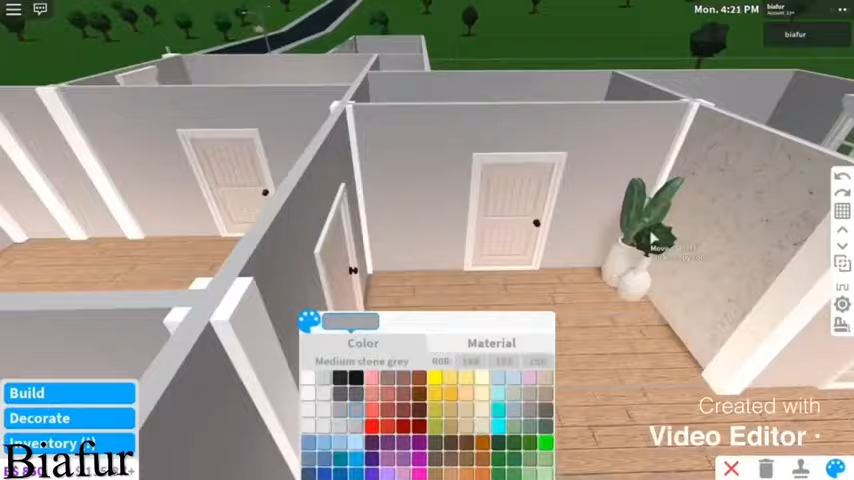 Mon. 4:21 PM
biafur
biafur
Color
Material
Medium stone grey
RGB
Build
Decorate
Inventory
Biafur
Created with
Video Editor